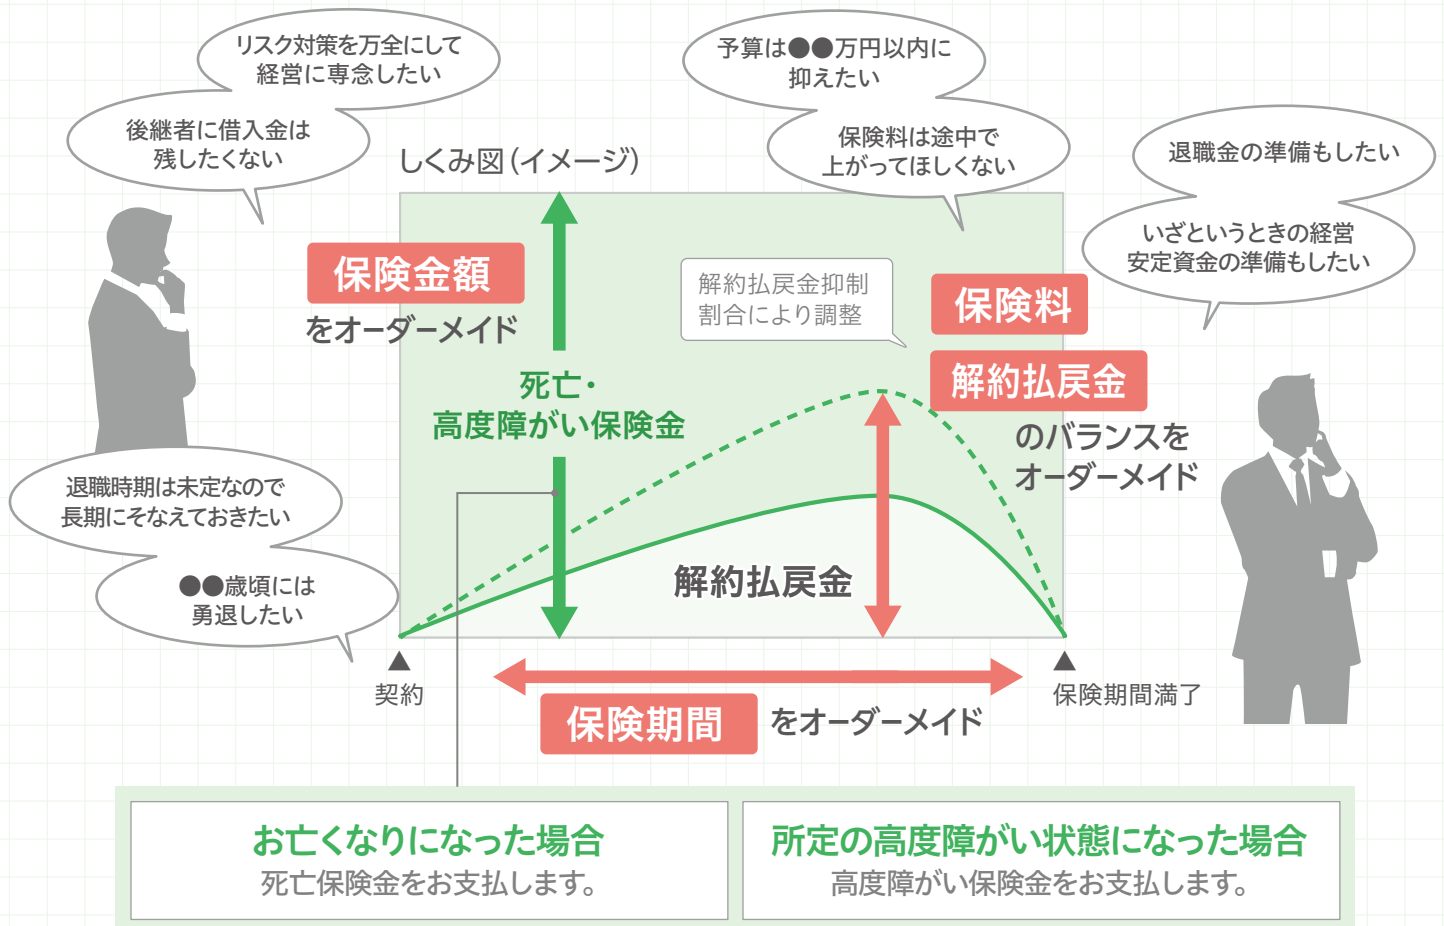 リスク対策を万全にして
経営に専念したい
後継者に借入金は
残したくない
予算は●●万円以内に
抑えたい
保険料は途中で
上がってほしくない
退職金の準備もしたい
いざというときの経営
安定資金の準備もしたい
しくみ図（イメージ）
保険金額
をオーダーメイド
解約払戻金抑制
割合により調整
保険料
解約払戻金
のバランスを
オーダーメイド
死亡・
高度障がい保険金
退職時期は未定なので
長期にそなえておきたい
●●歳頃には
勇退したい
解約払戻金
▲
契約
▲
保険期間満了
保険期間
をオーダーメイド
お亡くなりになった場合
死亡保険金をお支払します。
所定の高度障がい状態になった場合
高度障がい保険金をお支払します。